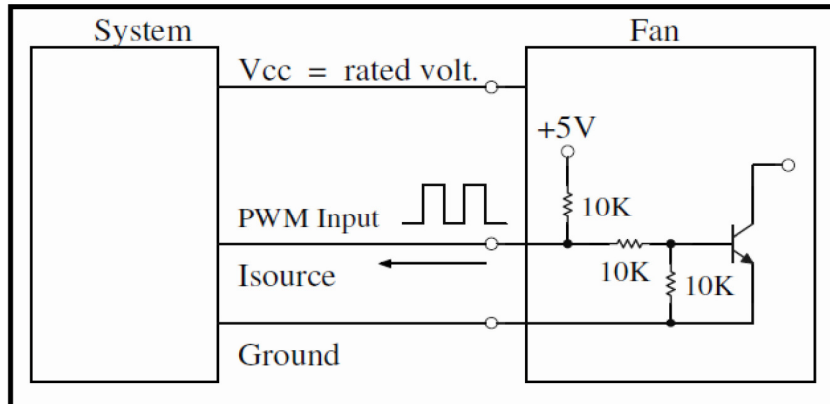 System
Fan
Vcc = rated volt.
+5V
10K
PWM Input
10K
10K
Isource
Ground